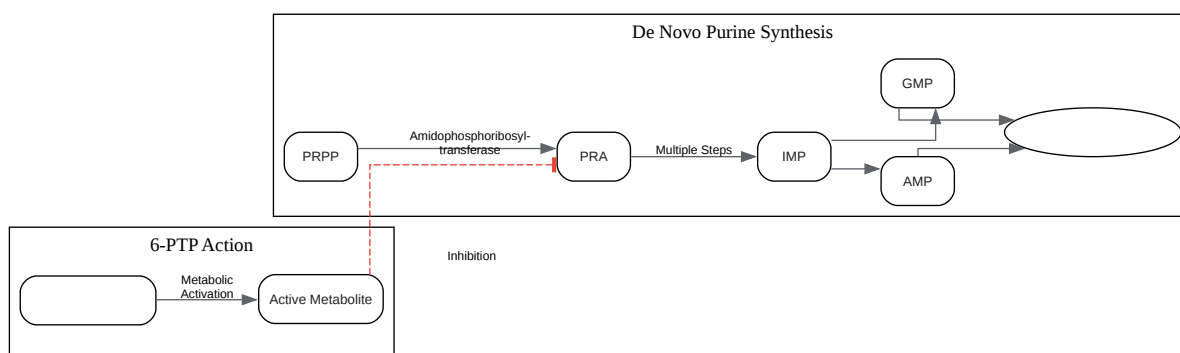 De Novo Purine Synthesis
GMP
Amidophosphoribosyl-
transferase
PRPP
PRA
Multiple Steps
IMP
AMP
6-PTP Action
Inhibition
Metabolic
Activation
Active Metabolite